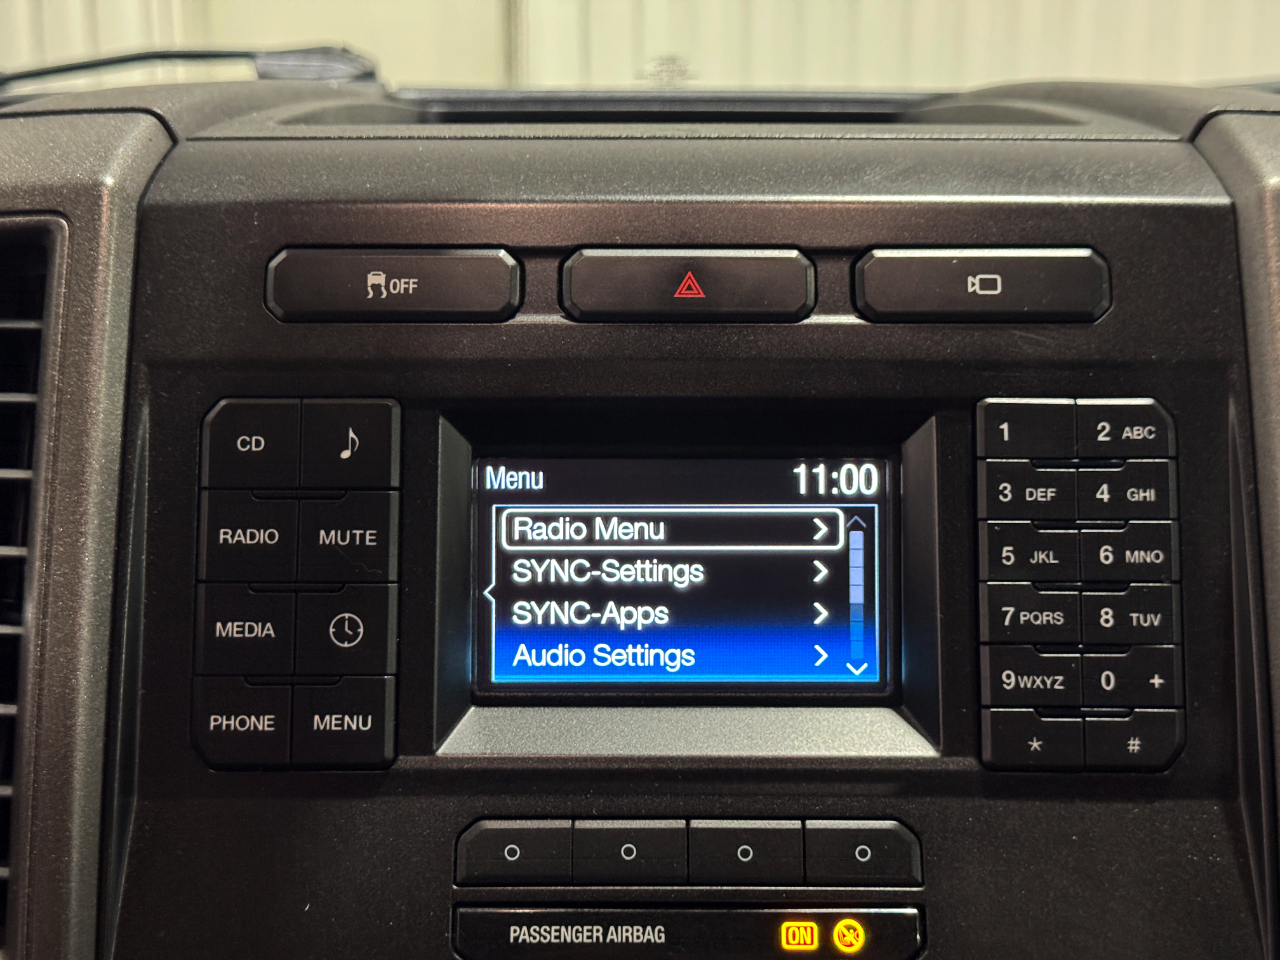 OFF
Menu 11:00
Radio Menu
SYNC-Settings
SYNC-Apps
Audio Settings
CD
RADIO MUTE
MEDIA
PHONE MENU
1 2 ABC
3 DEF 4 GHI
5 JKL 6 MNO
7 PQRS 8 TUV
9 WXYZ 0 +
* #
PASSENGER AIRBAG ON